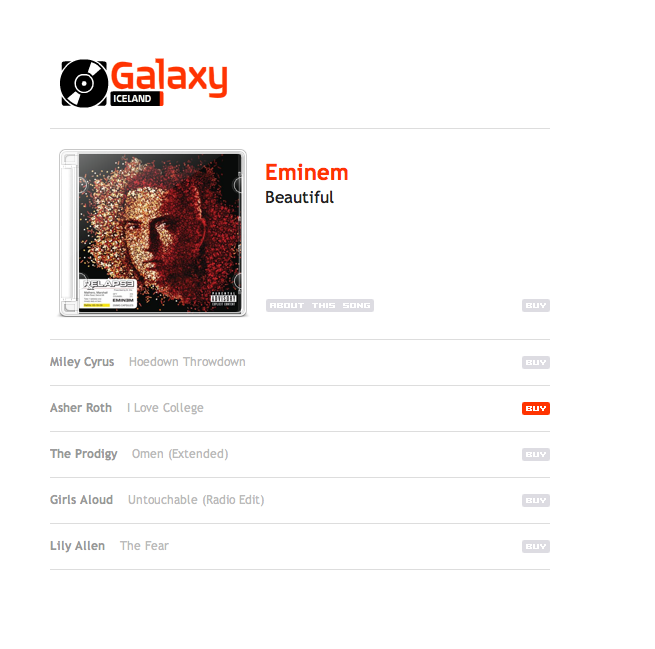 Galaxy
ICELAND
Eminem
Beautiful
RELAPS3
EMINEM
PARENTAL
ADVISORY
EXPLICIT CONTENT
ABOUT THIS SONG
BUY
Miley Cyrus Hoedown Throwdown
BUY
Asher Roth I Love College
BUY
The Prodigy Omen (Extended)
BUY
Girls Aloud Untouchable (Radio Edit)
BUY
Lily Allen The Fear
BUY